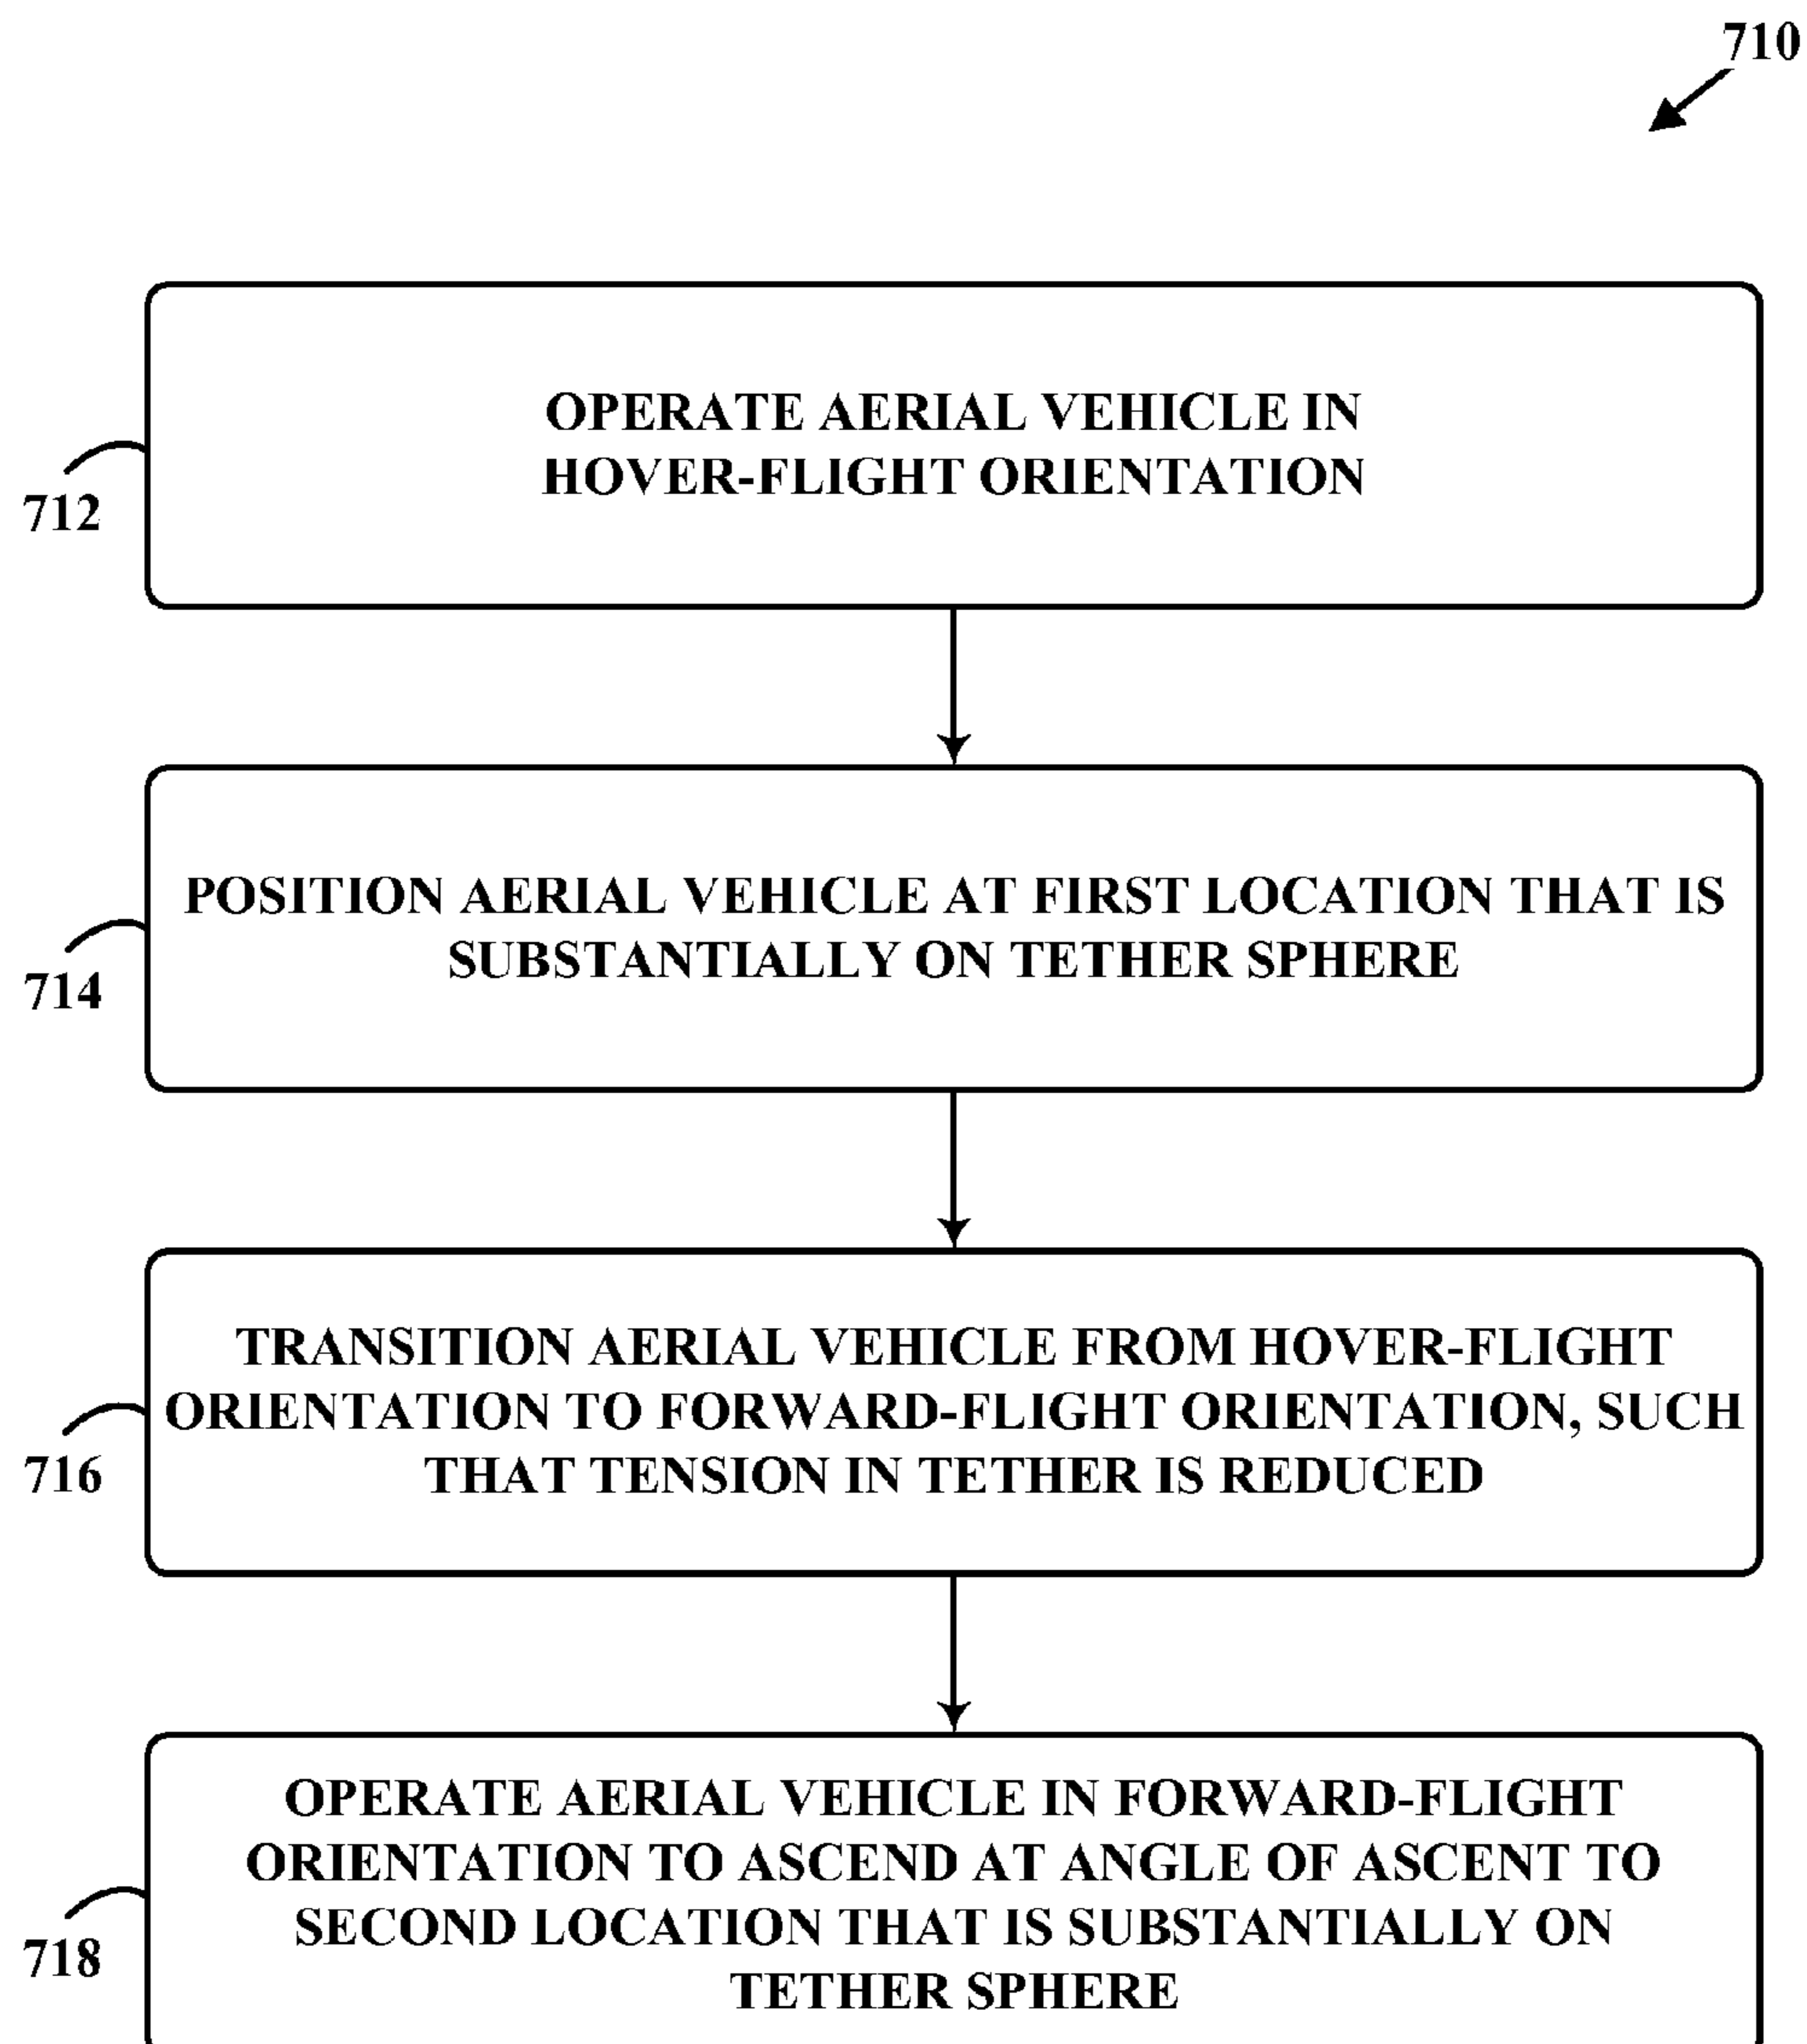 710
OPERATE AERIAL VEHICLE IN
HOVER-FLIGHT ORIENTATION
712
POSITION AERIAL VEHICLE AT FIRST LOCATION THAT IS
SUBSTANTIALLY ON TETHER SPHERE
714
TRANSITION AERIAL VEHICLE FROM HOVER-FLIGHT
ORIENTATION TO FORWARD-FLIGHT ORIENTATION, SUCH
THAT TENSION IN TETHER IS REDUCED
716
OPERATE AERIAL VEHICLE IN FORWARD-FLIGHT
ORIENTATION TO ASCEND AT ANGLE OF ASCENT TO
SECOND LOCATION THAT IS SUBSTANTIALLY ON
TETHER SPHERE
718